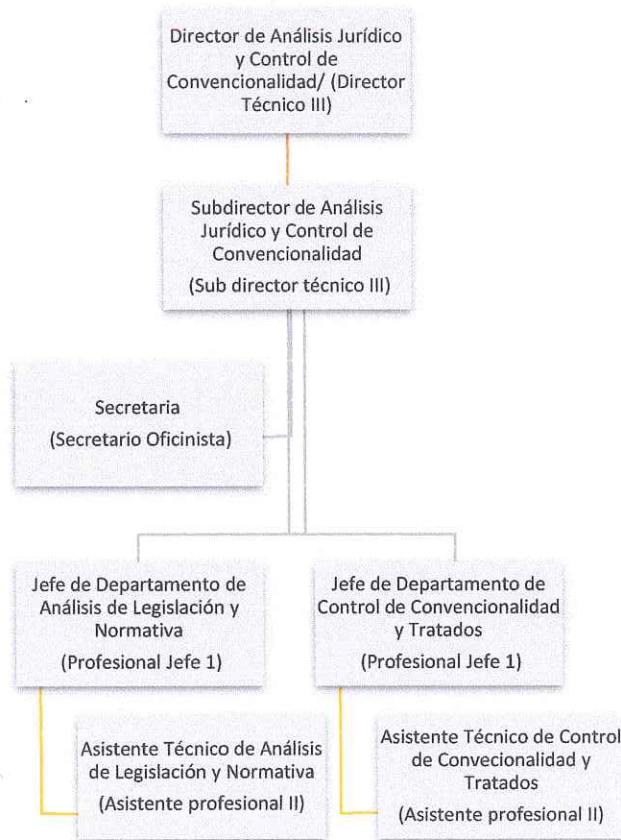 Director de Análisis Jurídico
y Control de
Convencionalidad/ (Director
Técnico III)
Subdirector de Análisis
Jurídico y Control de
Convencionalidad
(Sub director técnico III)
Secretaria
(Secretario Oficinista)
Jefe de Departamento de
Análisis de Legislación y
Normativa
(Profesional Jefe 1)
Jefe de Departamento de
Control de Convencionalidad
y Tratados
(Profesional Jefe 1)
Asistente Técnico de Análisis
de Legislación y Normativa
(Asistente profesional II)
Asistente Técnico de Control
de Convecionalidad y
Tratados
(Asistente profesional II)